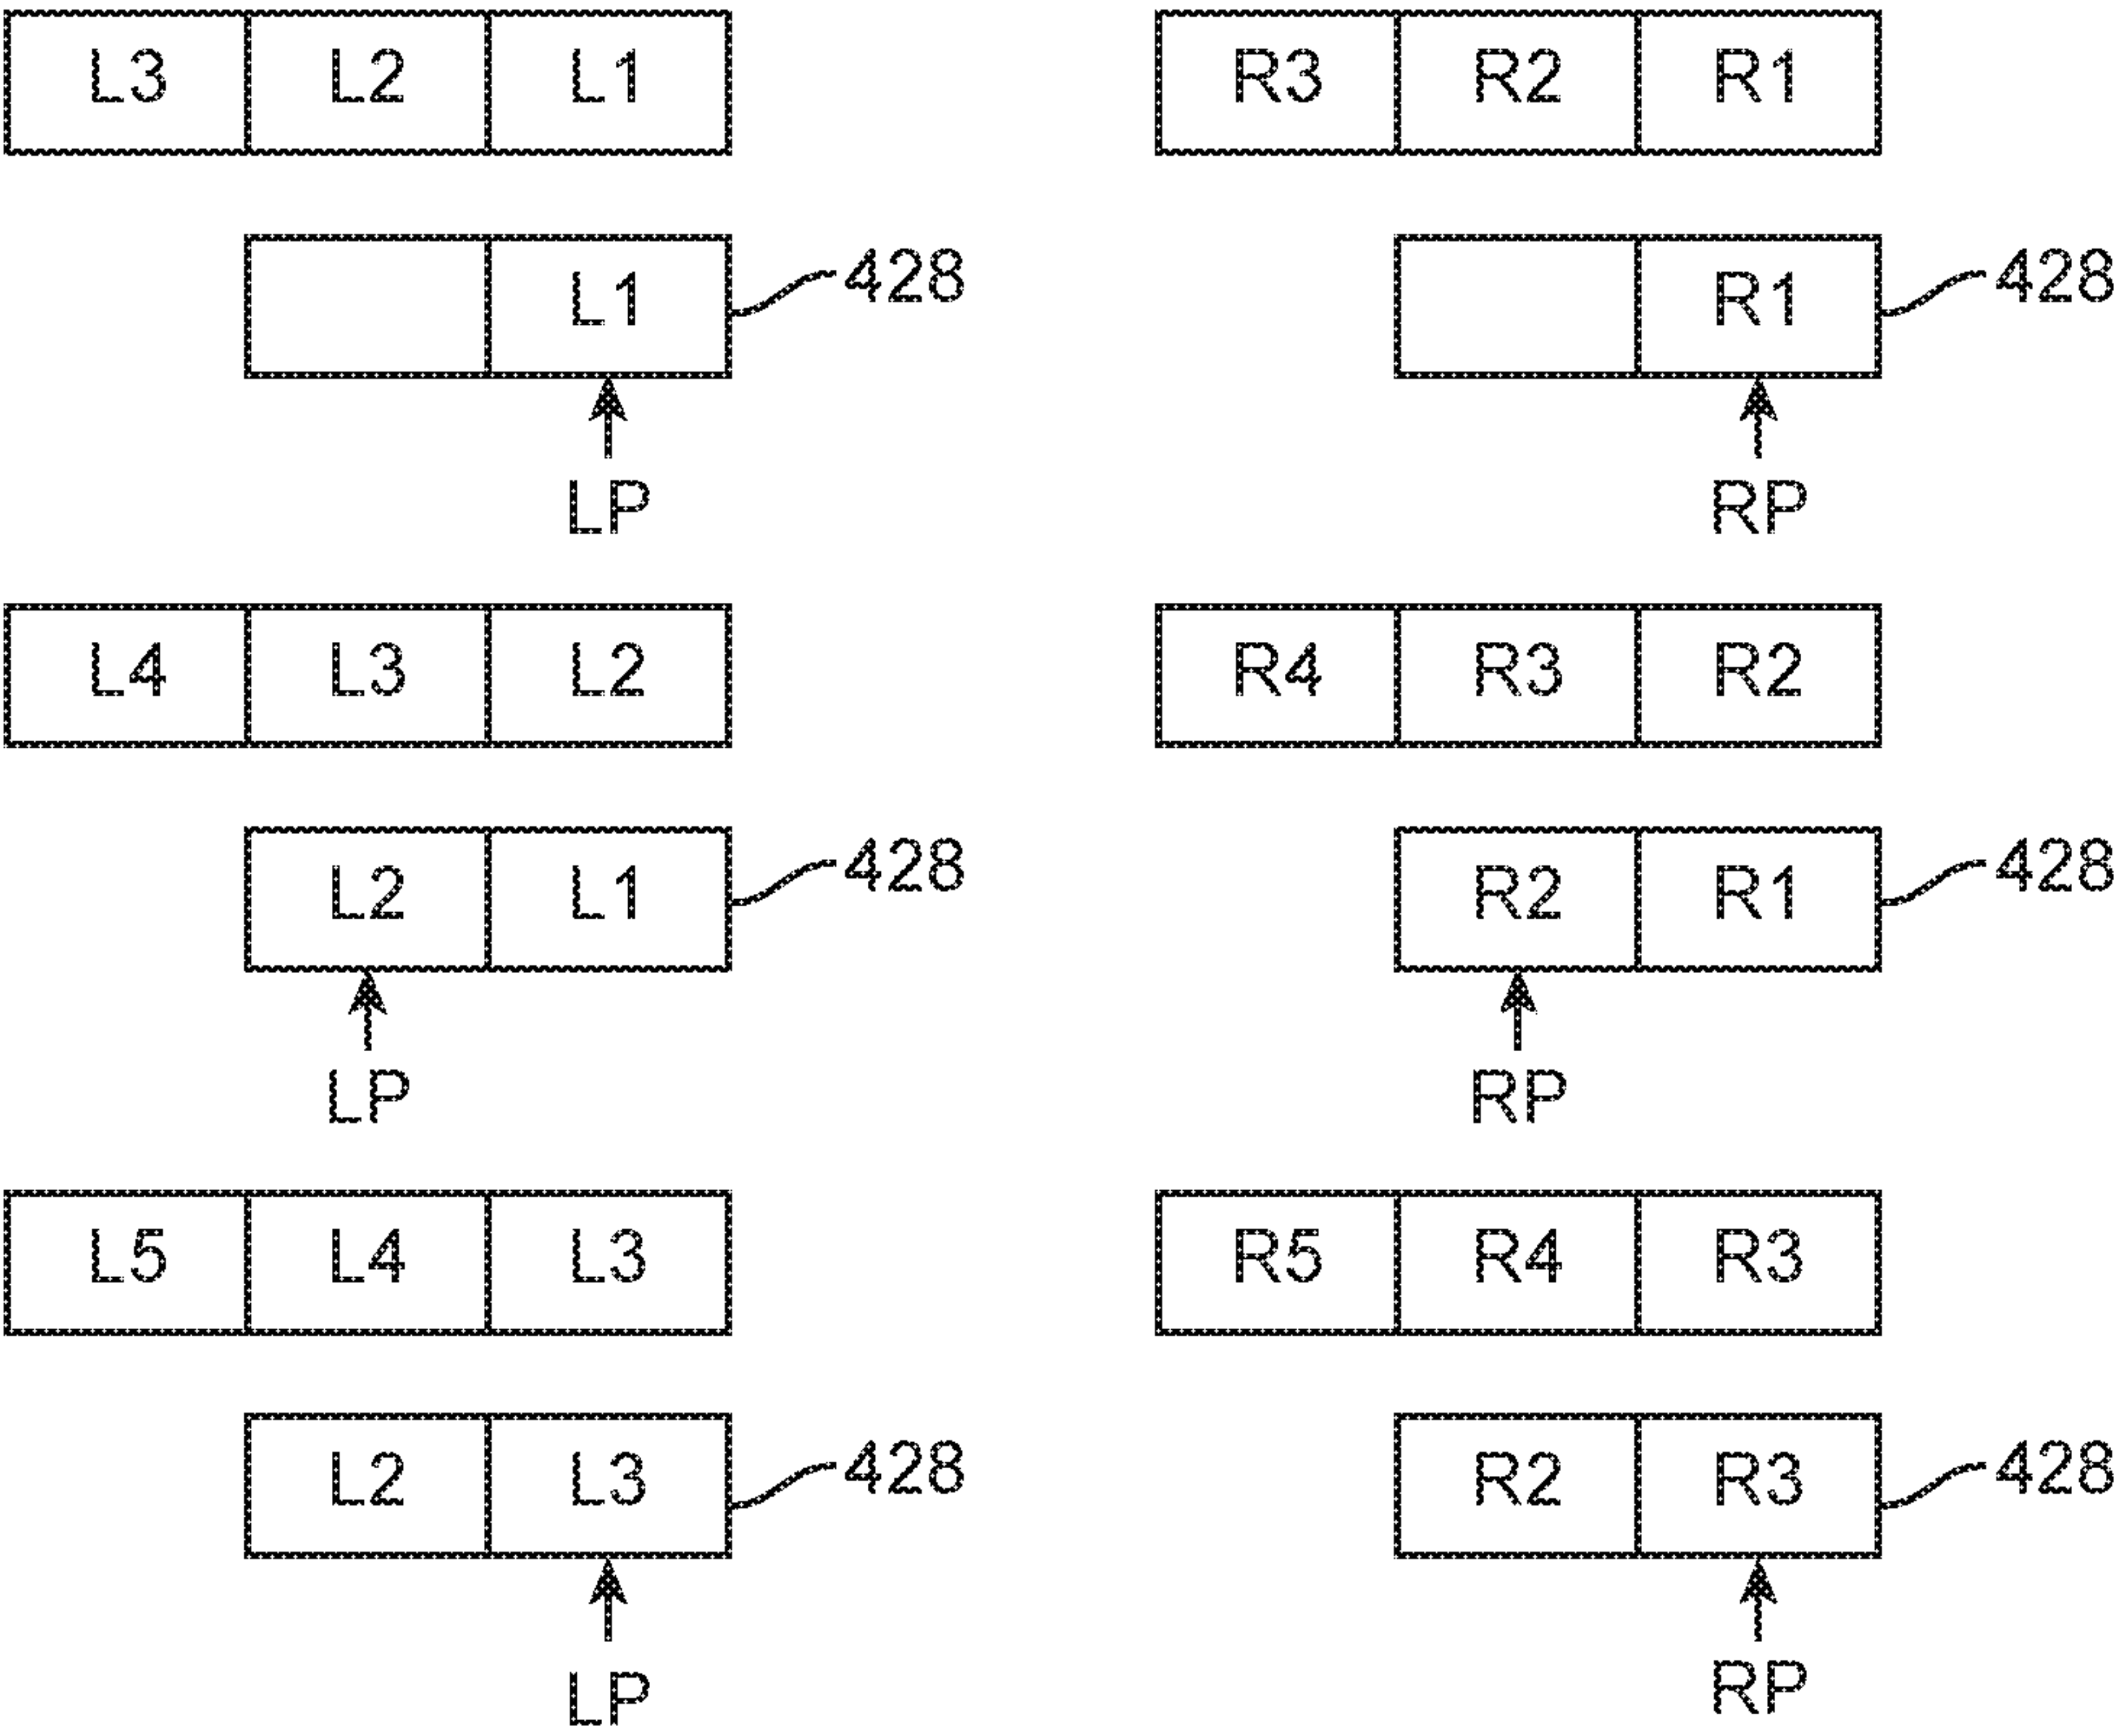 L3 L2 L1 R3 R2 R1
L1 428 R1 428
LP RP
L4 L3 L2 R4 R3 R2
L2 L1 428 R2 R1 428
LP RP
L5 L4 L3 R5 R4 R3
L2 L3 428 R2 R3 428
LP RP